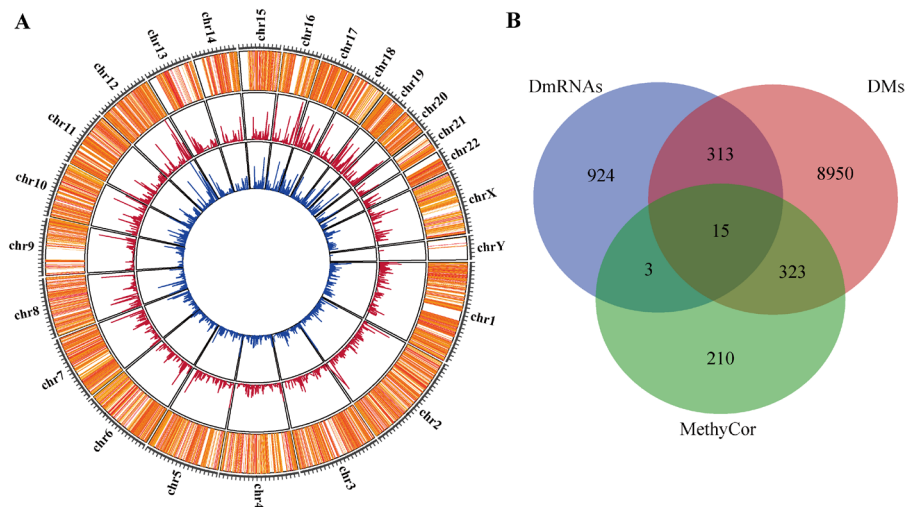 A
chr1
chr2
chr3
chr4
chr5
chr6
chr7
chr8
chr9
chr10
chr11
chr12
chr13
chr14
chr15
chr16
chr17
chr18
chr19
chr20
chr21
chr22
chrX
chrY
B
DmRNAs
DMs
924
313
8950
15
3
323
210
MethyCor